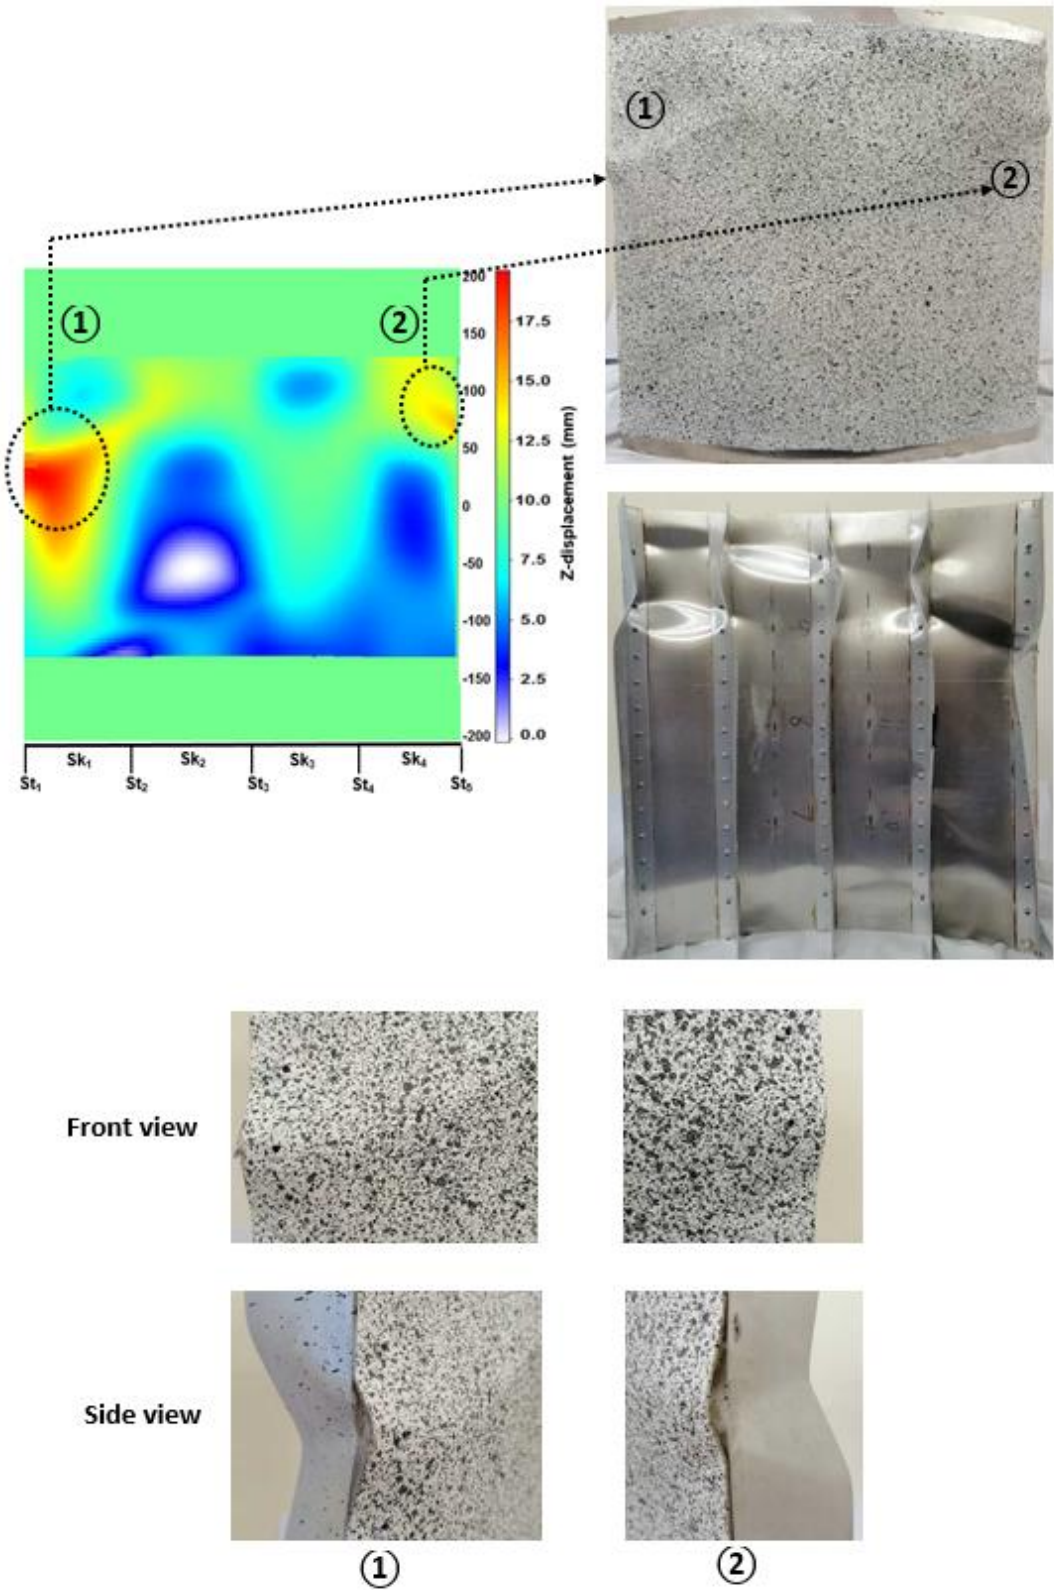 ①
②
①
②
200
150
100
50
0
-50
-100
-150
-200
17.5
15.0
12.5
10.0
7.5
5.0
2.5
0.0
Z-displacement (mm)
Sk₁
Sk₂
Sk₃
Sk₄
St₁
St₂
St₃
St₄
St₅
Front view
Side view
①
②